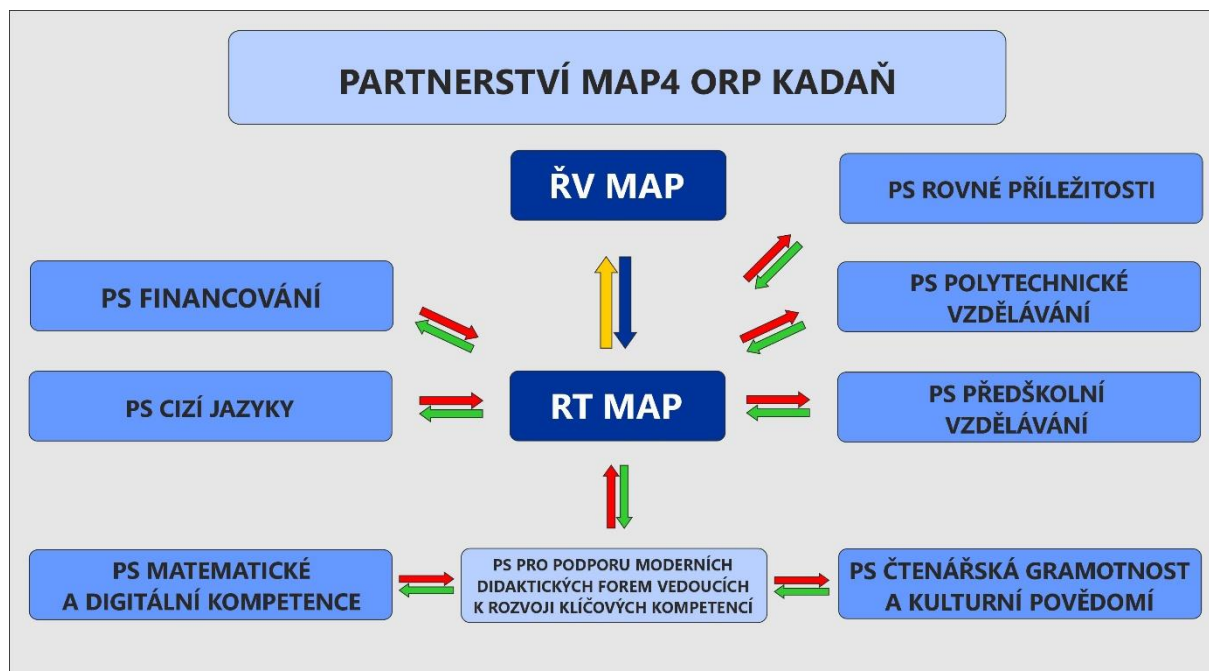 PARTNERSTVÍ MAP4 ORP KADAŇ
ŘV MAP
PS ROVNÉ PŘÍLEŽITOSTI
PS FINANCOVÁNÍ
PS POLYTECHNICKÉ
VZDĚLÁVÁNÍ
PS CIZÍ JAZYKY
RT MAP
PS PŘEDŠKOLNÍ
VZDĚLÁVÁNÍ
PS MATEMATICKÉ
A DIGITÁLNÍ KOMPETENCE
PS PRO PODPORU MODERNÍCH
DIDAKTICKÝCH FOREM VEDOUCÍCH
K ROZVOJI KLÍČOVÝCH KOMPETENCÍ
PS ČTENÁŘSKÁ GRAMOTNOST
A KULTURNÍ POVĚDOMÍ